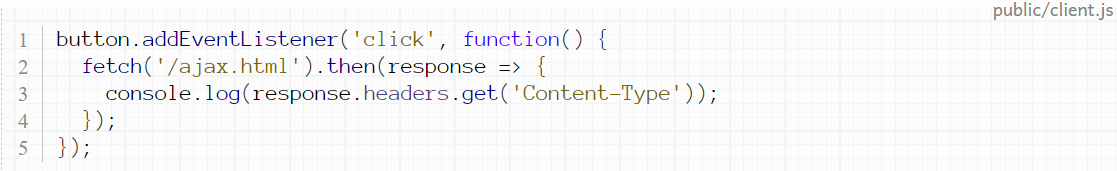 public/client.js
1 button.addEventListener('click', function() {
2   fetch('/ajax.html').then(response => {
3     console.log(response.headers.get('Content-Type'));
4   });
5 });